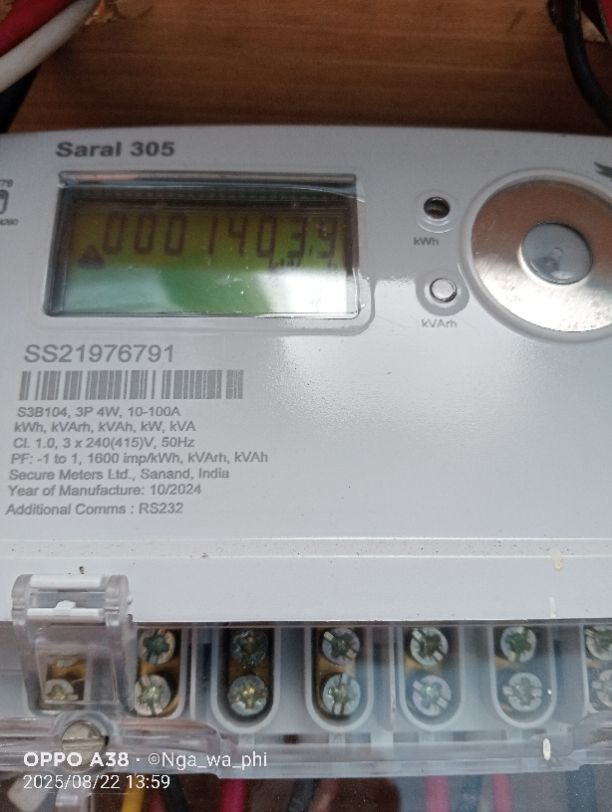 Saral 305
kWh
kVArh
SS21976791
S3B104, 3P 4W, 10-100A
kWh, kVArh, kVAh, kW, kVA
Cl. 1.0, 3 x 240(415)V, 50Hz
PF: -1 to 1, 1600 imp/kWh, kVArh, kVAh
Secure Meters Ltd., Sanand, India
Year of Manufacture: 10/2024
Additional Comms : RS232
OPPO A38 · ©Nga_wa_phi
2025/08/22 13:59